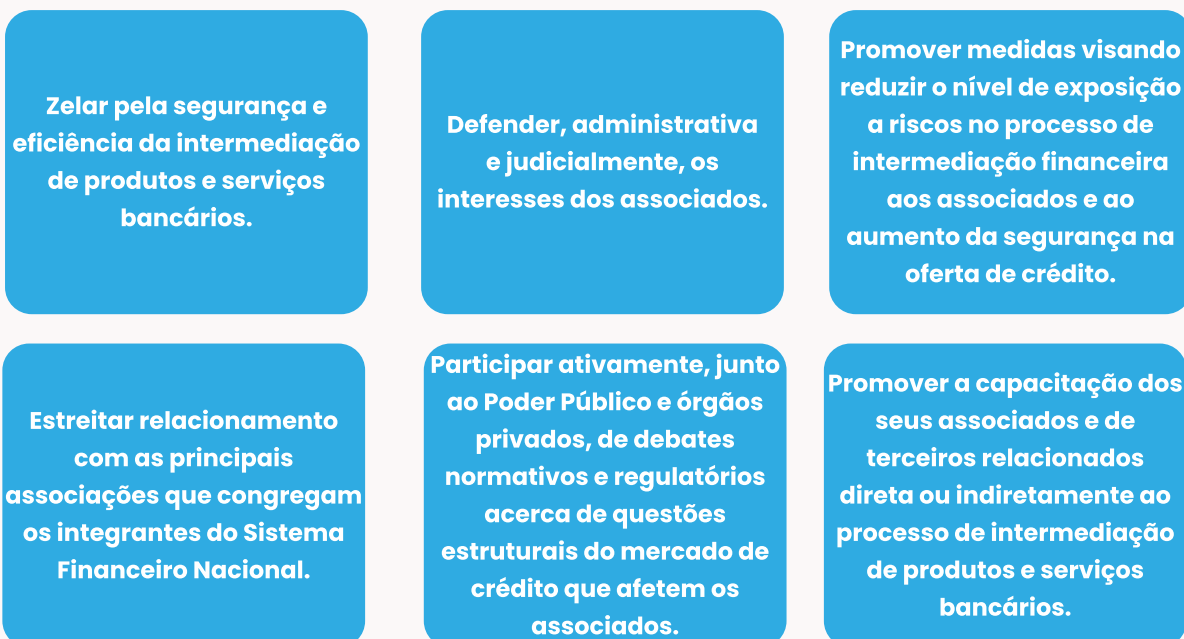 Zelar pela segurança e
eficiência da intermediação
de produtos e serviços
bancários.
Defender, administrativa
e judicialmente, os
interesses dos associados.
Promover medidas visando
reduzir o nível de exposição
a riscos no processo de
intermediação financeira
aos associados e ao
aumento da segurança na
oferta de crédito.
Estreitar relacionamento
com as principais
associações que congregam
os integrantes do Sistema
Financeiro Nacional.
Participar ativamente, junto
ao Poder Público e órgãos
privados, de debates
normativos e regulatórios
acerca de questões
estruturais do mercado de
crédito que afetem os
associados.
Promover a capacitação dos
seus associados e de
terceiros relacionados
direta ou indiretamente ao
processo de intermediação
de produtos e serviços
bancários.